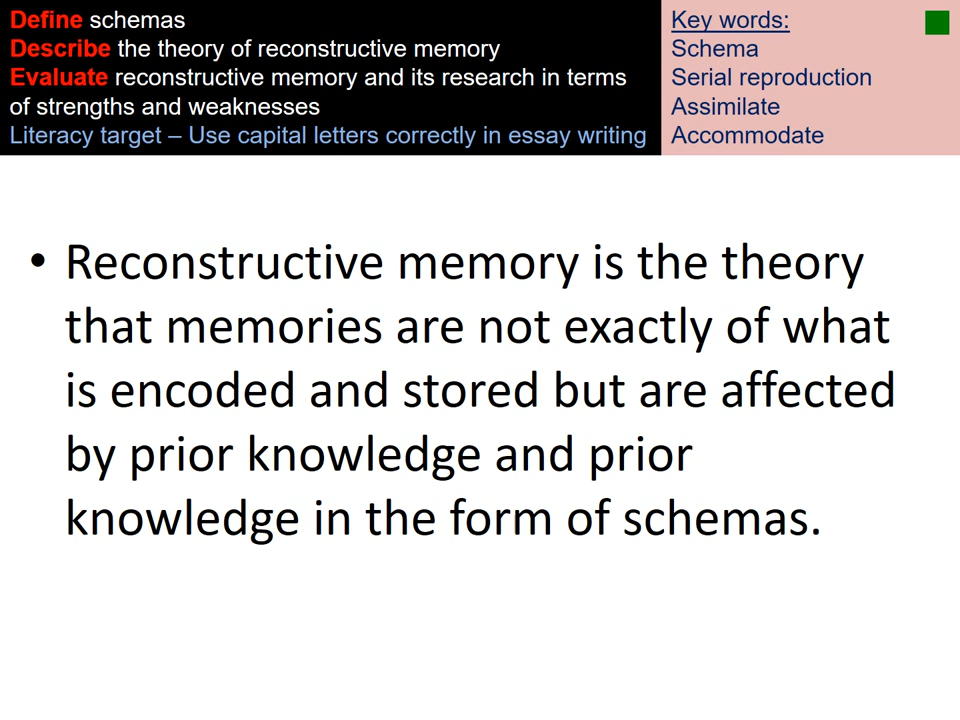 Define schemas
Describe the theory of reconstructive memory
Evaluate reconstructive memory and its research in terms
of strengths and weaknesses
Literacy target – Use capital letters correctly in essay writing
Key words:
Schema
Serial reproduction
Assimilate
Accommodate
• Reconstructive memory is the theory
that memories are not exactly of what
is encoded and stored but are affected
by prior knowledge and prior
knowledge in the form of schemas.